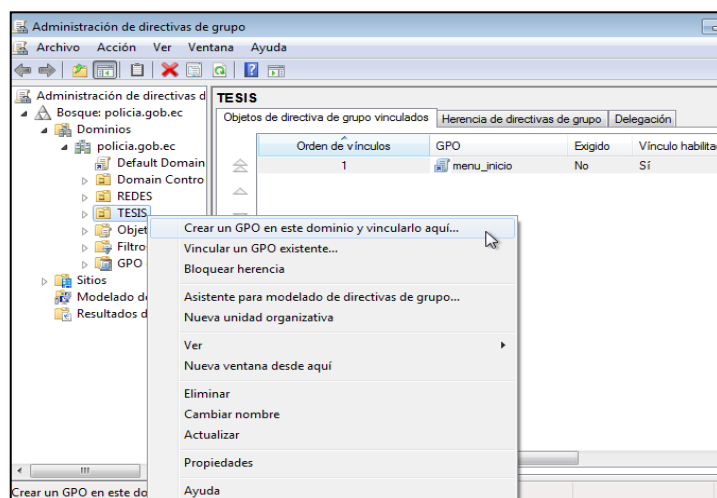 Administración de directivas de grupo
Archivo Acción Ver Ventana Ayuda
Administración de directivas d
Bosque: policia.gob.ec
Dominios
policia.gob.ec
Default Domain
Domain Contro
REDES
TESIS
Objet
Filtro
GPO
Sitios
Modelado d
Resultados d
TESIS
Objetos de directiva de grupo vinculados Herencia de directivas de grupo Delegación
Orden de vínculos GPO Exigido Vínculo habilita
1 menu_inicio No Sí
Crear un GPO en este dominio y vincularlo aquí...
Vincular un GPO existente...
Bloquear herencia
Asistente para modelado de directivas de grupo...
Nueva unidad organizativa
Ver
Nueva ventana desde aquí
Eliminar
Cambiar nombre
Actualizar
Propiedades
Ayuda
Crear un GPO en este do